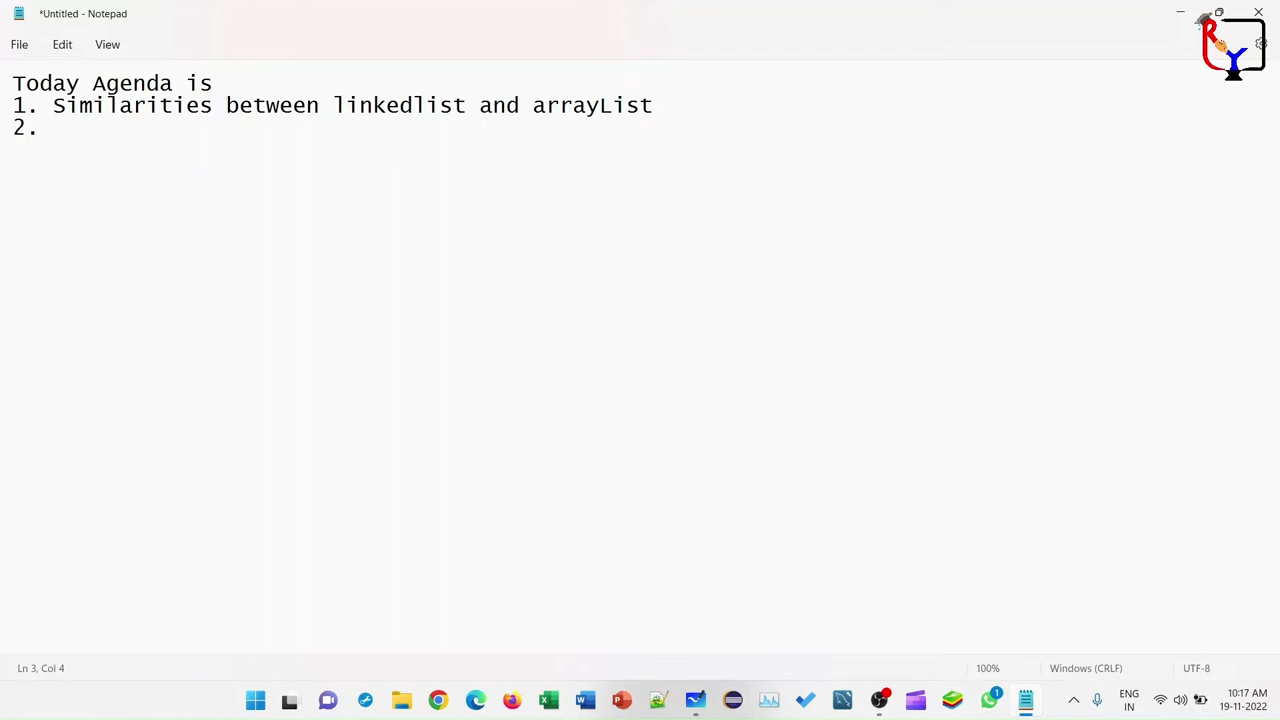 *Untitled - Notepad
File Edit View
Today Agenda is
1. Similarities between linkedlist and arrayList
2.
Ln 3, Col 4
100%
Windows (CRLF)
UTF-8
1
ENG
IN
10:17 AM
19-11-2022
R
Y